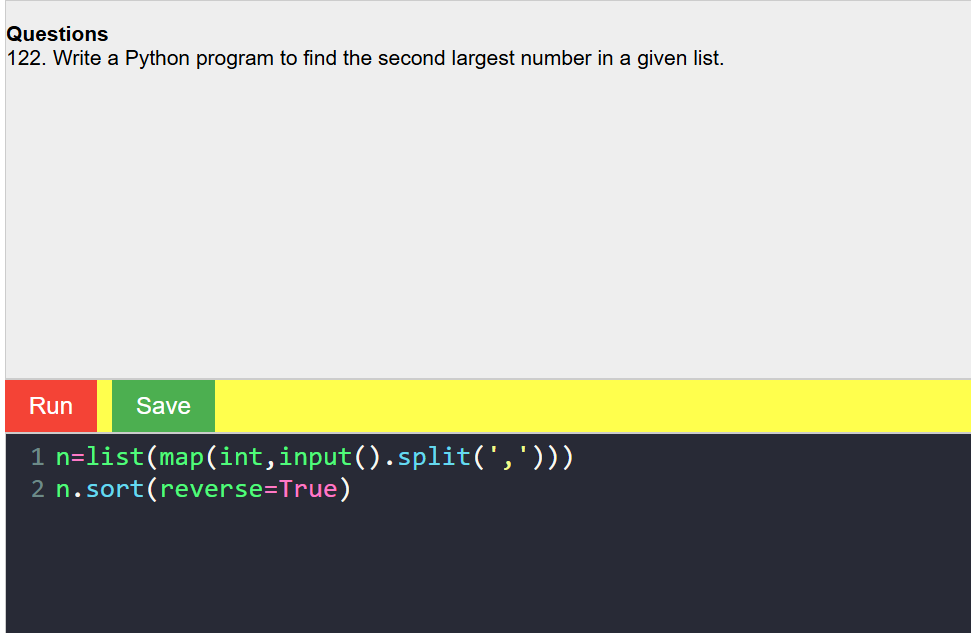 Questions
122. Write a Python program to find the second largest number in a given list.
Run Save
1 n=list(map(int,input().split(',')))
2 n.sort(reverse=True)